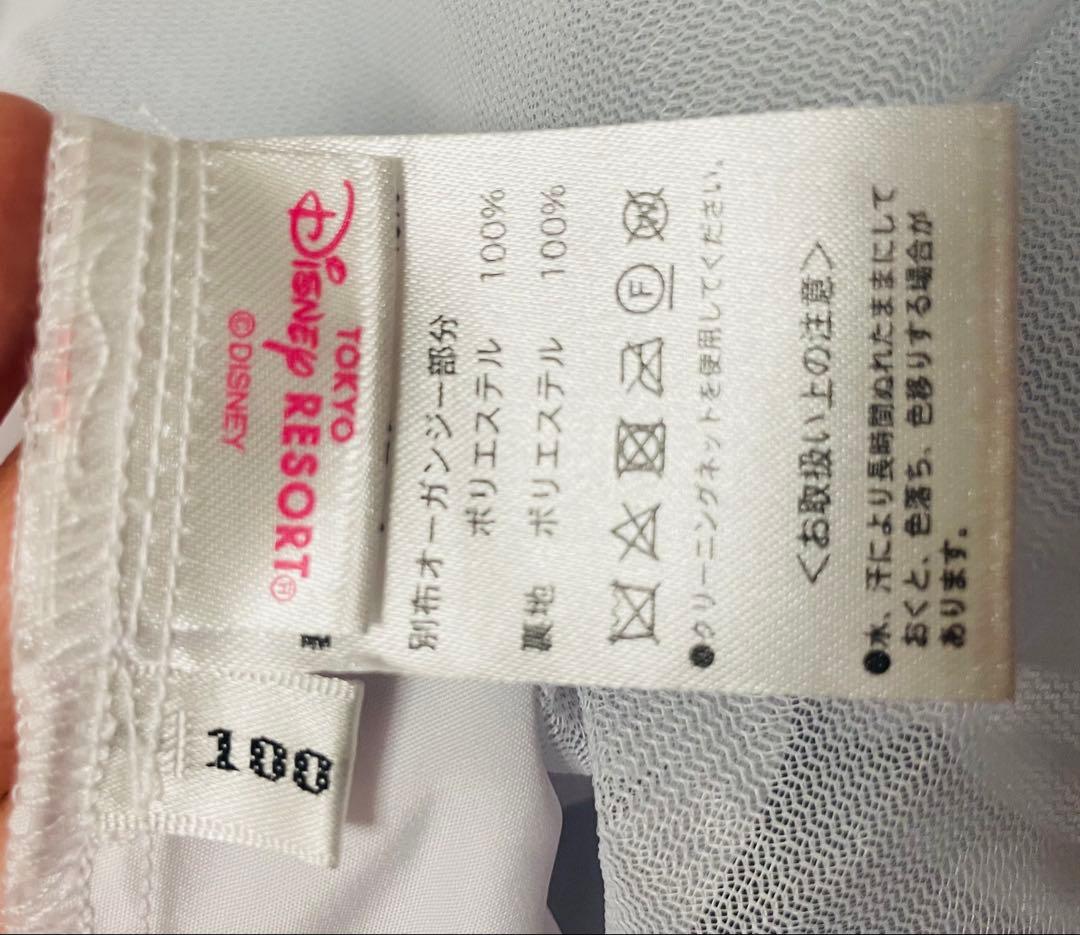 TOKYO
DISNEY RESORT®
©DISNEY
別布オーガンジー部分
ポリエステル 100%
裏地 ポリエステル 100%
F W
●クリーニングネットを使用してください。
<お取扱い上の注意>
●水、汗により長時間ぬれたままにして
おくと、色落ち、色移りする場合が
あります。
100